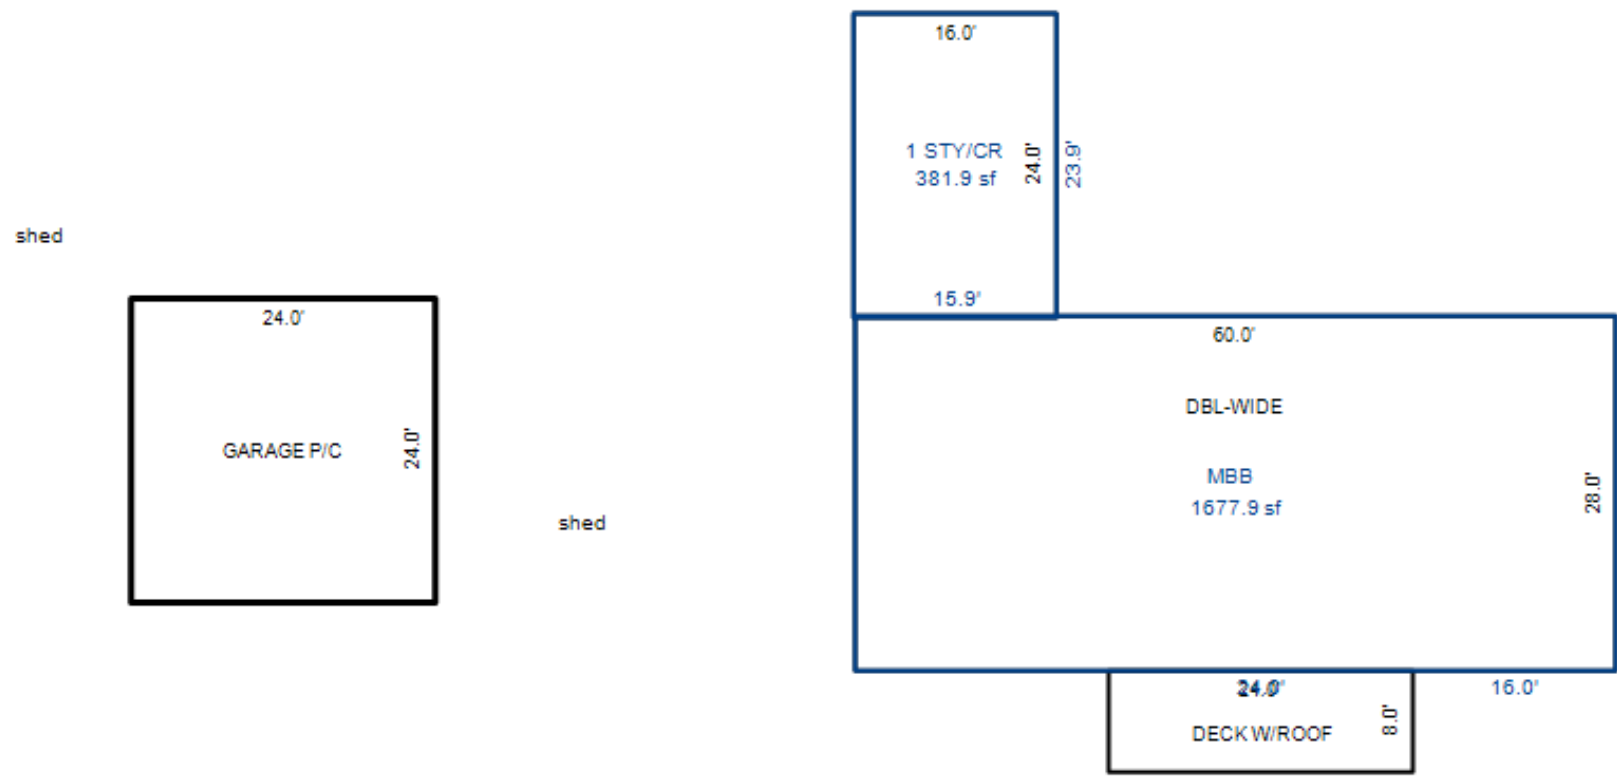 16.0'
1 STY/CR
381.9 sf
24.0'
23.9'
15.9'
shed
24.0'
GARAGE P/C
24.0'
shed
60.0'
DBL-WIDE
MBB
1677.9 sf
28.0'
24.0'
16.0'
8.0'
DECK W/ROOF